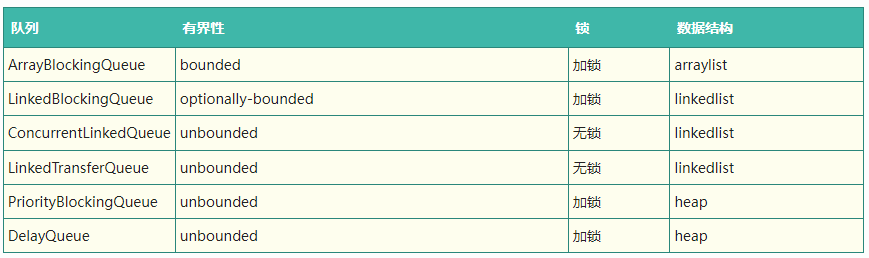 队列 有界性 锁 数据结构
ArrayBlockingQueue bounded 加锁 arraylist
LinkedBlockingQueue optionally-bounded 加锁 linkedlist
ConcurrentLinkedQueue unbounded 无锁 linkedlist
LinkedTransferQueue unbounded 无锁 linkedlist
PriorityBlockingQueue unbounded 加锁 heap
DelayQueue unbounded 加锁 heap